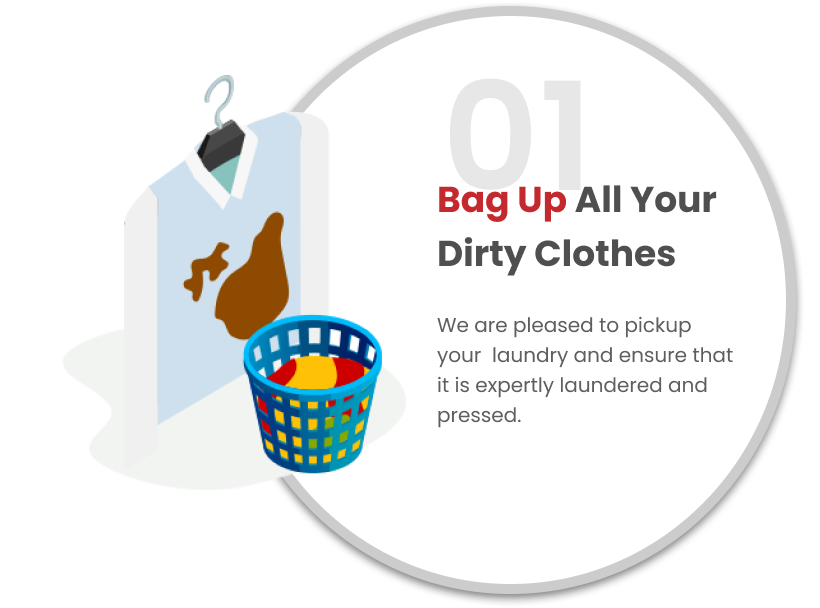 01
Bag Up All Your
Dirty Clothes
We are pleased to pickup
your  laundry and ensure that
it is expertly laundered and
pressed.